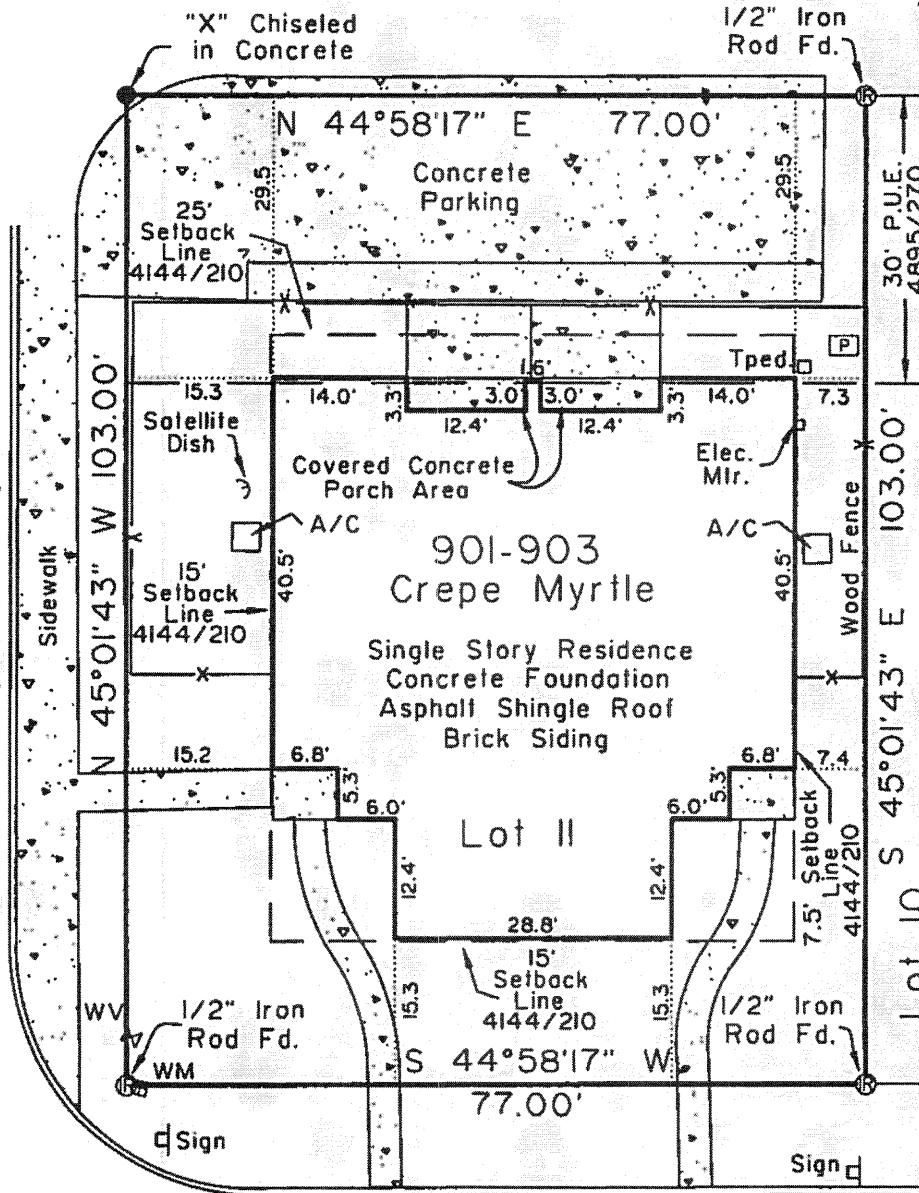 "X" Chiseled
in Concrete
1/2" Iron
Rod Fd.
N 44°58'17" E 77.00'
29.5
29.5
Concrete
Parking
30' P.U.E.
4895/270
25'
Setback
Line
4144/210
P
Tped.
1.6'
15.3
14.0'
3.3'
3.0'
3.0'
3.3'
14.0'
7.3
12.4'
12.4'
Satellite
Dish
Elec.
Mtr.
Covered Concrete
Porch Area
A/C
A/C
N 45°01'43" W 103.00'
Sidewalk
15'
Setback
Line
4144/210
40.5'
901-903
Crepe Myrtle
40.5'
Wood Fence
S 45°01'43" E 103.00'
Single Story Residence
Concrete Foundation
Asphalt Shingle Roof
Brick Siding
15.2
6.8'
6.8'
7.4
5.3'
5.3'
6.0'
6.0'
Lot 11
12.4'
12.4'
7.5' Setback
Line
4144/210
Lot 10
28.8'
15'
Setback
Line
4144/210
15.3
15.3
WV
1/2" Iron
Rod Fd.
1/2" Iron
Rod Fd.
IR
IR
IR
WM
S 44°58'17" W
77.00'
Sign
Sign